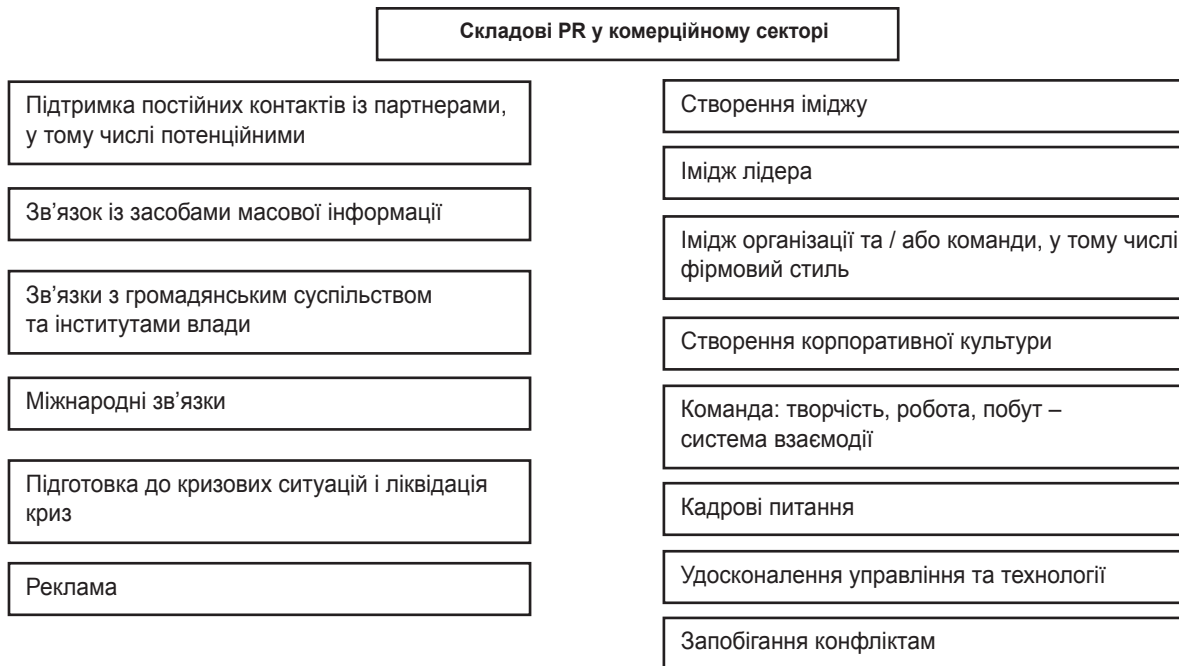 Складові PR у комерційному секторі
Підтримка постійних контактів із партнерами,
у тому числі потенційними
Зв’язок із засобами масової інформації
Зв’язки з громадянським суспільством
та інститутами влади
Міжнародні зв’язки
Підготовка до кризових ситуацій і ліквідація
криз
Реклама
Створення іміджу
Імідж лідера
Імідж організації та / або команди, у тому числі
фірмовий стиль
Створення корпоративної культури
Команда: творчість, робота, побут –
система взаємодії
Кадрові питання
Удосконалення управління та технології
Запобігання конфліктам